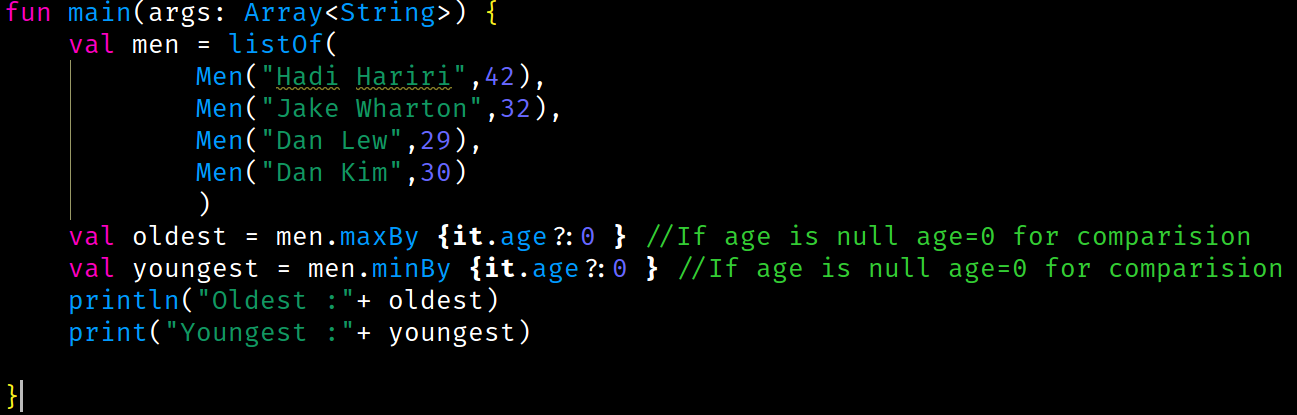 fun main(args: Array<String>) {
    val men = listOf(
            Men("Hadi Hariri",42),
            Men("Jake Wharton",32),
            Men("Dan Lew",29),
            Men("Dan Kim",30)
            )
    val oldest = men.maxBy {it.age?:0 } //If age is null age=0 for comparision
    val youngest = men.minBy {it.age?:0 } //If age is null age=0 for comparision
    println("Oldest :"+ oldest)
    print("Youngest :"+ youngest)
}